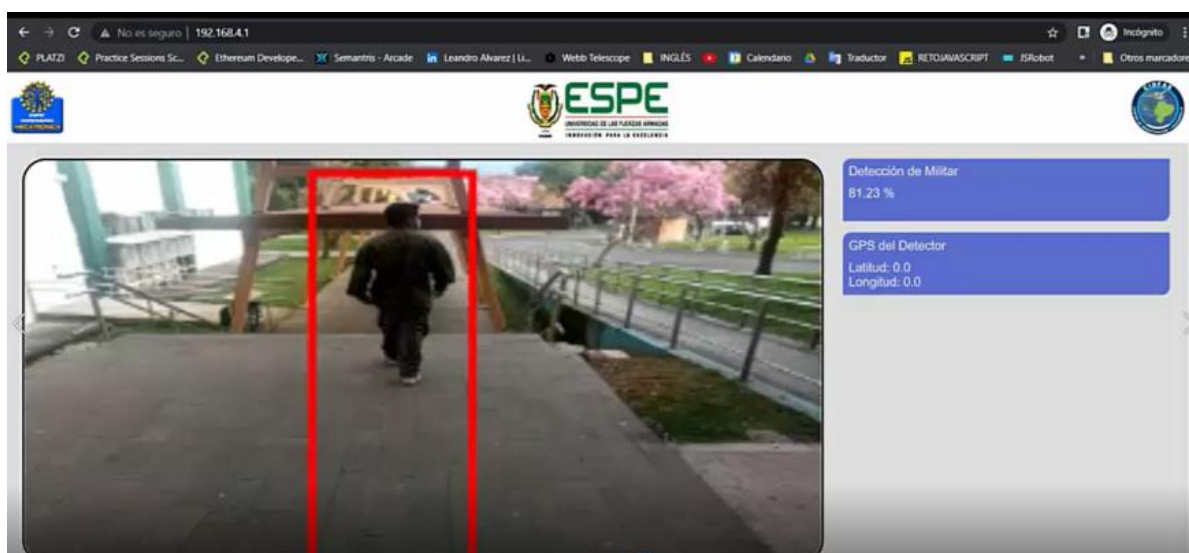 No es seguro | 192.168.4.1
Incógnito
PLATZI
Practice Sessions Sc...
Ethereum Develope...
Semantris - Arcade
Leandro Alvarez | Li...
Webb Telescope
INGLÉS
Calendario
Traductor
RETOJAVASCRIPT
JSRobot
»
Otros marcadore
MECATRÓNICA
ESPE
UNIVERSIDAD DE LAS FUERZAS ARMADAS
INNOVACIÓN PARA LA EXCELENCIA
Detección de Militar
81.23 %
GPS del Detector
Latitud: 0.0
Longitud: 0.0